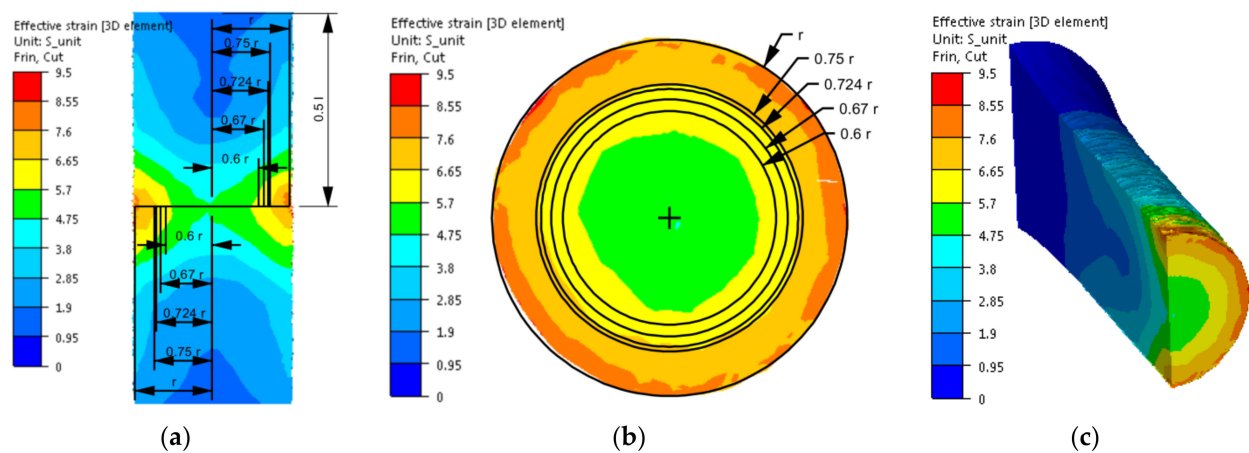 Effective strain [3D element]
Unit: S_unit
Frin, Cut
9.5
8.55
7.6
6.65
5.7
4.75
3.8
2.85
1.9
0.95
0
r
0.75 r
0.724 r
0.67 r
0.6 r
0.5 l
0.6 r
0.67 r
0.724 r
0.75 r
r
(a)
Effective strain [3D element]
Unit: S_unit
Frin, Cut
9.5
8.55
7.6
6.65
5.7
4.75
3.8
2.85
1.9
0.95
0
r
0.75 r
0.724 r
0.67 r
0.6 r
(b)
Effective strain [3D element]
Unit: S_unit
Frin, Cut
9.5
8.55
7.6
6.65
5.7
4.75
3.8
2.85
1.9
0.95
0
(c)